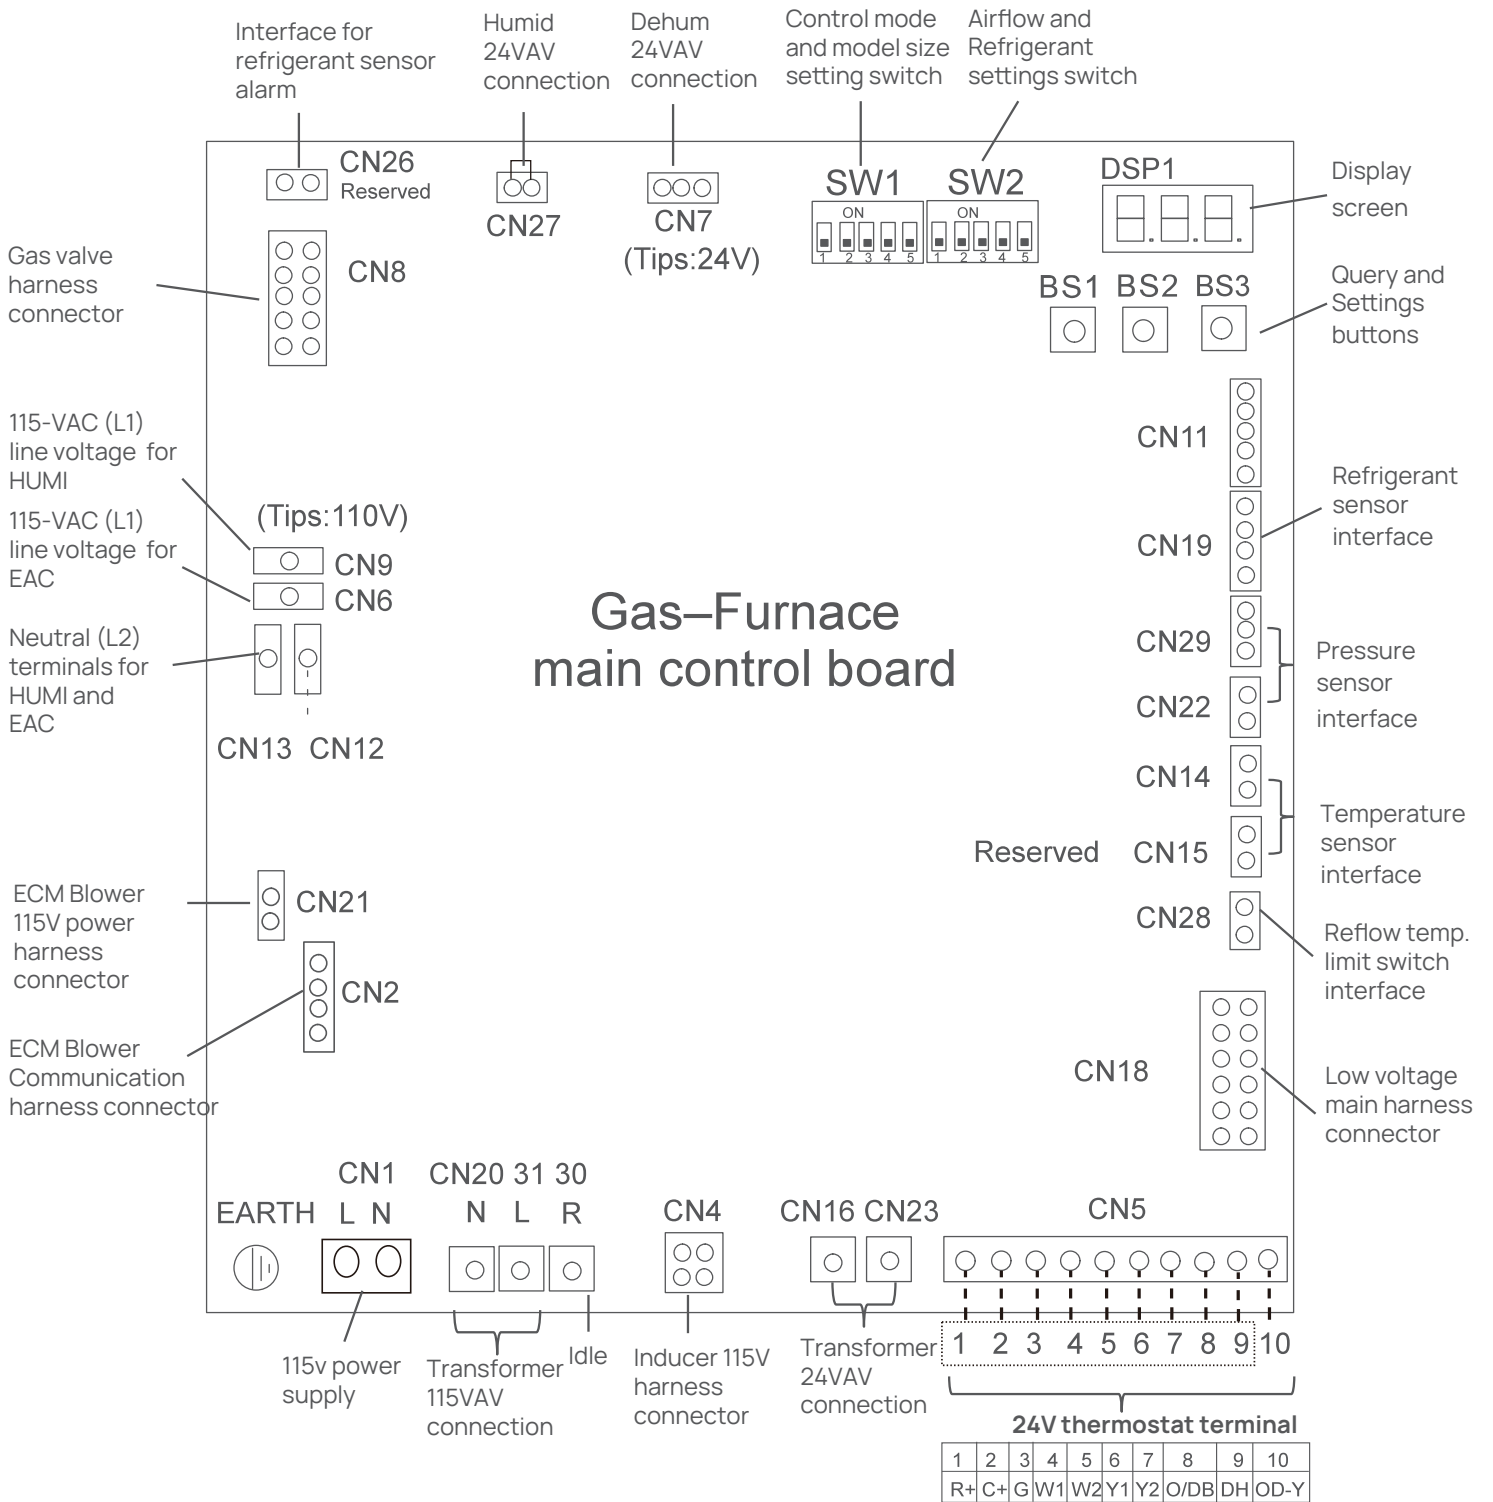 Interface for
refrigerant sensor
alarm
Humid
24VAV
connection
Dehum
24VAV
connection
Control mode
and model size
setting switch
Airflow and
Refrigerant
settings switch
CN26
Reserved
CN27
CN7
(Tips:24V)
SW1
ON
1 2 3 4 5
SW2
ON
1 2 3 4 5
DSP1
Display
screen
Gas valve
harness
connector
CN8
BS1 BS2 BS3
Query and
Settings
buttons
115-VAC (L1)
line voltage for
HUMI
115-VAC (L1)
line voltage for
EAC
(Tips:110V)
CN9
CN6
Neutral (L2)
terminals for
HUMI and
EAC
CN13 CN12
Gas–Furnace
main control board
CN11
CN19
Refrigerant
sensor
interface
CN29
CN22
Pressure
sensor
interface
CN14
Reserved CN15
Temperature
sensor
interface
CN28
Reflow temp.
limit switch
interface
ECM Blower
115V power
harness
connector
CN21
CN2
ECM Blower
Communication
harness connector
CN18
Low voltage
main harness
connector
EARTH
CN1
L N
CN20 31 30
N L R
CN4
CN16 CN23
CN5
115v power
supply
Transformer
115VAV
connection
Idle
Inducer 115V
harness
connector
Transformer
24VAV
connection
1 2 3 4 5 6 7 8 9 10
24V thermostat terminal
1 2 3 4 5 6 7 8 9 10
R+ C+ G W1 W2 Y1 Y2 O/DB DH OD-Y